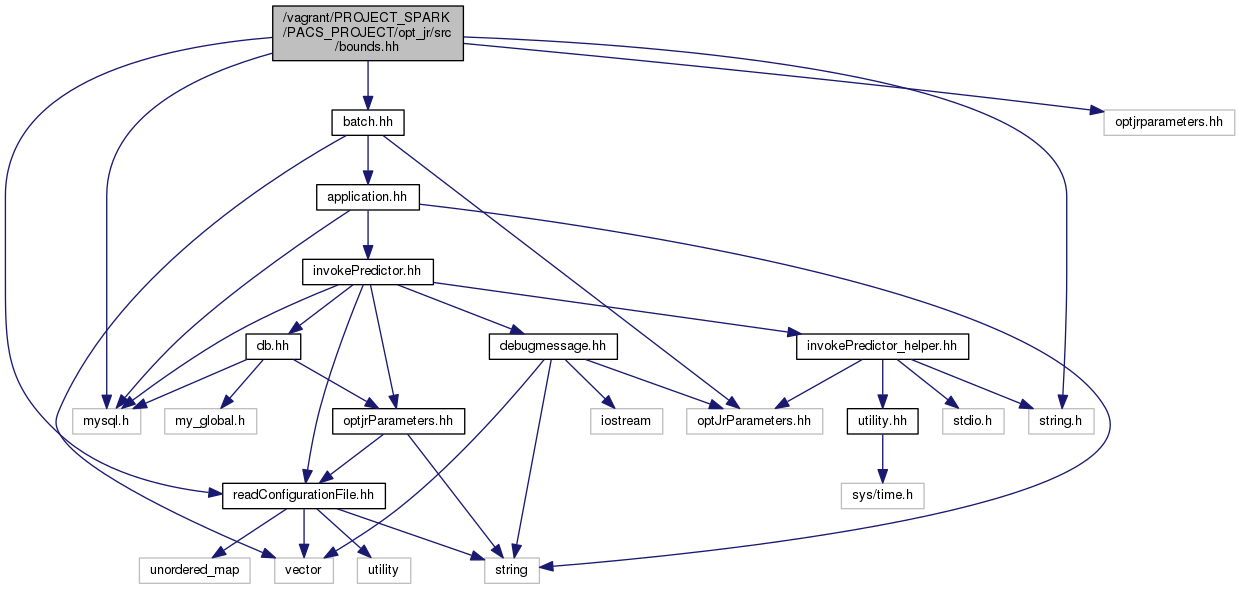 /vagrant/PROJECT_SPARK
/PACS_PROJECT/opt_jr/src
/bounds.hh
batch.hh
optjrparameters.hh
application.hh
invokePredictor.hh
db.hh
debugmessage.hh
invokePredictor_helper.hh
mysql.h
my_global.h
optjrParameters.hh
iostream
optJrParameters.hh
utility.hh
stdio.h
string.h
readConfigurationFile.hh
sys/time.h
unordered_map
vector
utility
string